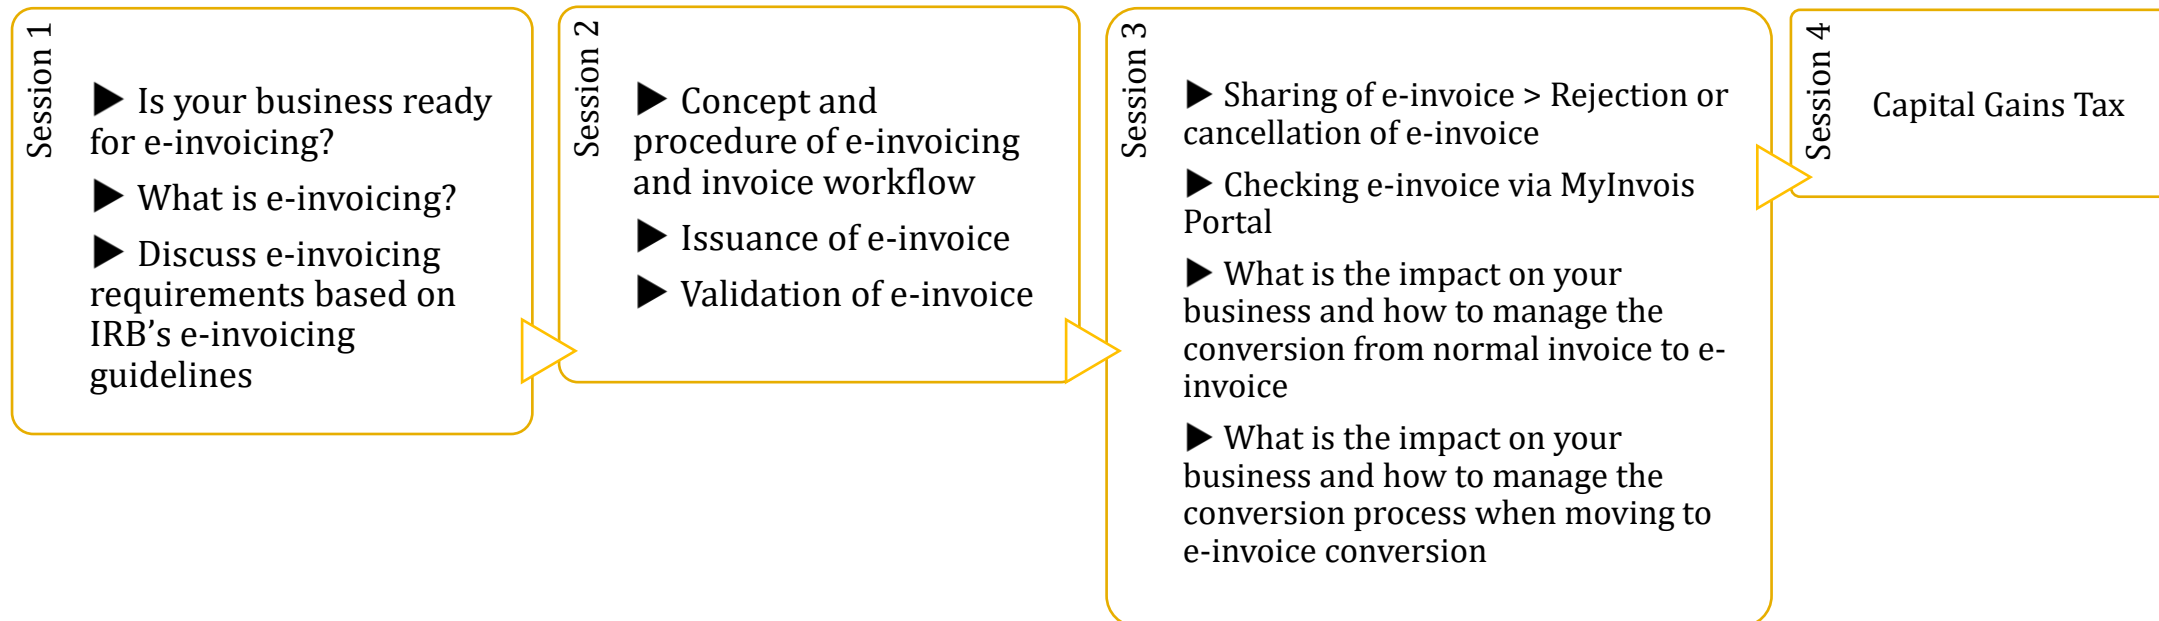 Session 1
▶ Is your business ready
for e-invoicing?
▶ What is e-invoicing?
▶ Discuss e-invoicing
requirements based on
IRB’s e-invoicing
guidelines
Session 2
▶ Concept and
procedure of e-invoicing
and invoice workflow
▶ Issuance of e-invoice
▶ Validation of e-invoice
Session 3
▶ Sharing of e-invoice > Rejection or
cancellation of e-invoice
▶ Checking e-invoice via MyInvois
Portal
▶ What is the impact on your
business and how to manage the
conversion from normal invoice to e-
invoice
▶ What is the impact on your
business and how to manage the
conversion process when moving to
e-invoice conversion
Session 4
Capital Gains Tax